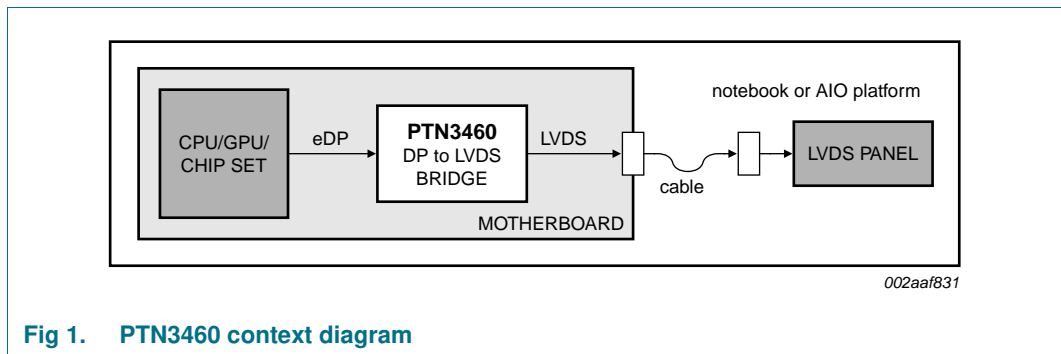 notebook or AIO platform
CPU/GPU/
CHIP SET
eDP
PTN3460
DP to LVDS
BRIDGE
LVDS
cable
LVDS PANEL
MOTHERBOARD
002aaf831
Fig 1. PTN3460 context diagram